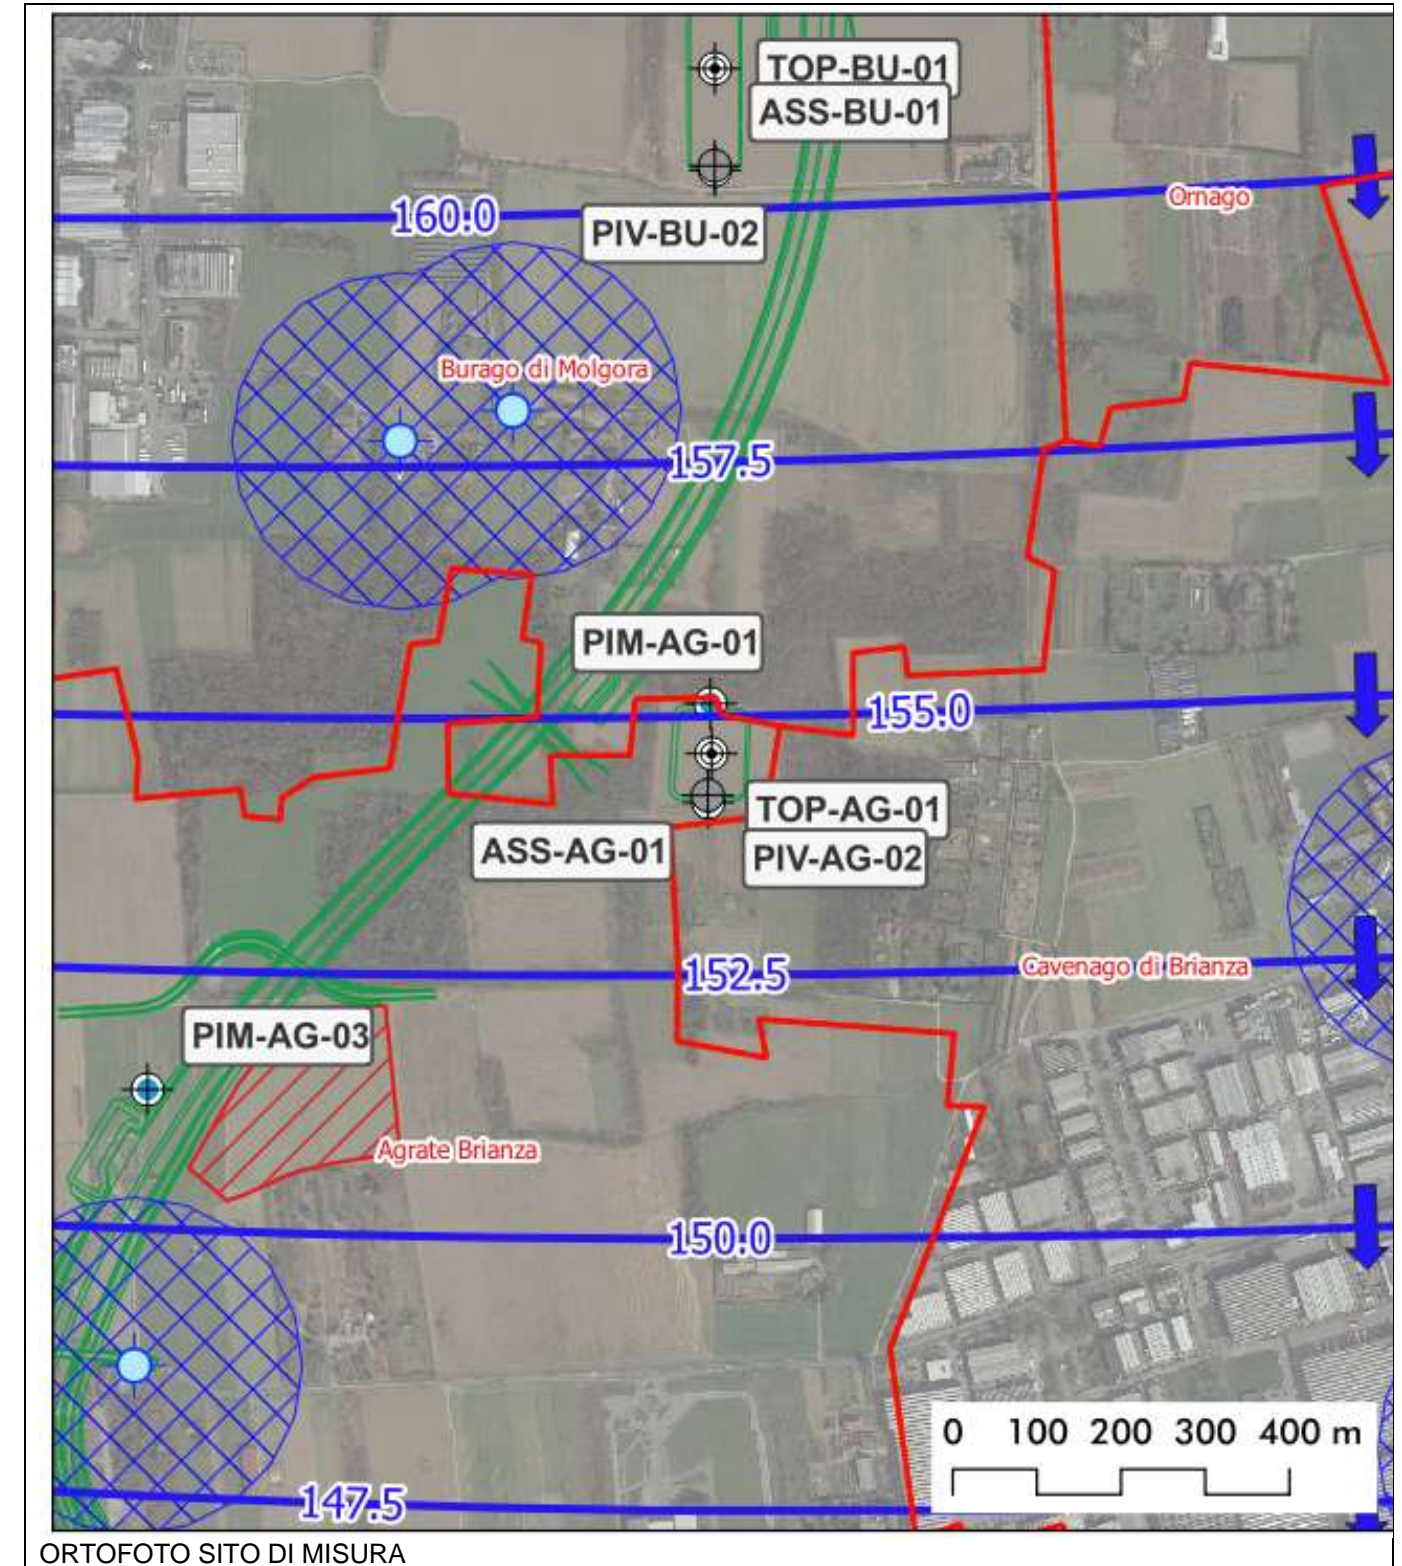 TOP-BU-01
ASS-BU-01
Ornago
160.0
PIV-BU-02
Burago di Molgora
157.5
PIM-AG-01
155.0
TOP-AG-01
ASS-AG-01
PIV-AG-02
152.5
Cavenago di Brianza
PIM-AG-03
Agrate Brianza
150.0
0 100 200 300 400 m
147.5
ORTOFOTO SITO DI MISURA